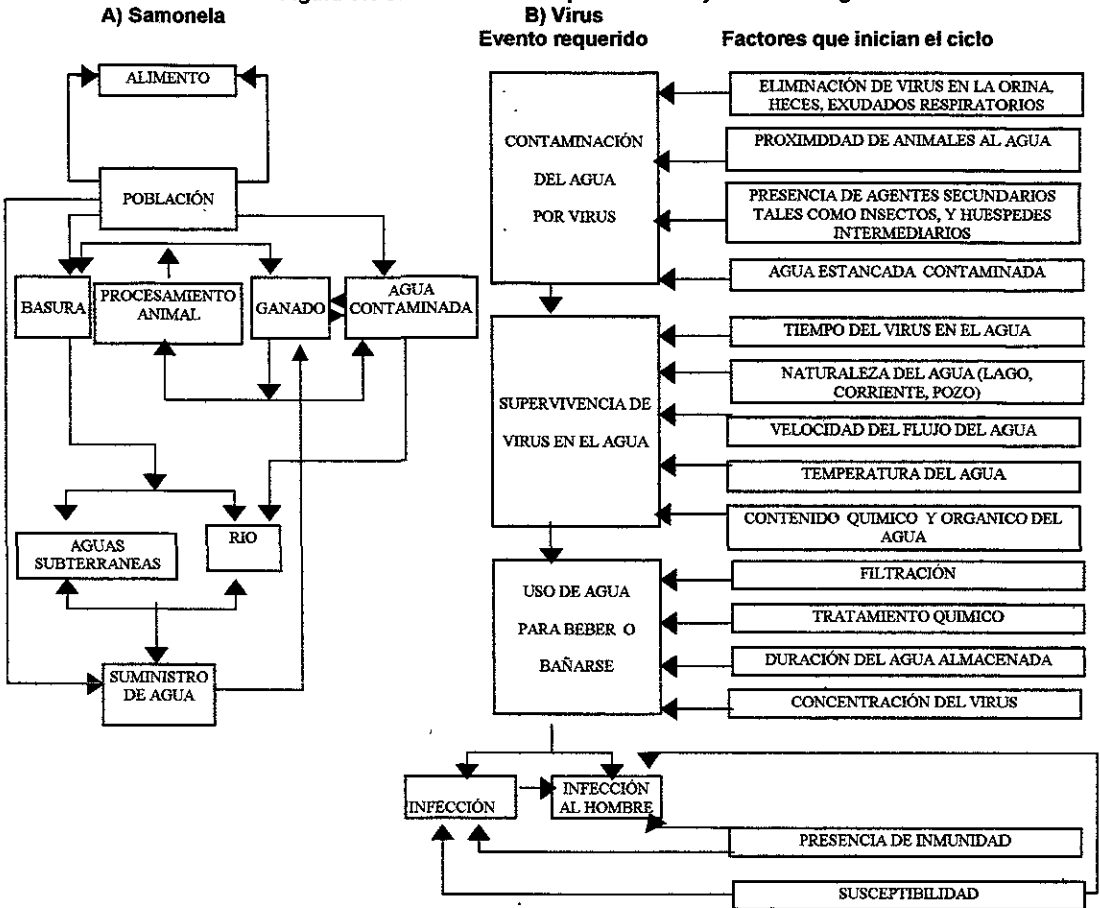 A) Samonela
B) Virus
Evento requerido
Factores que inician el ciclo
ALIMENTO
POBLACIÓN
BASURA
PROCESAMIENTO
ANIMAL
GANADO
AGUA
CONTAMINADA
AGUAS
SUBTERRANEAS
RIO
SUMINISTRO
DE AGUA
CONTAMINACIÓN
DEL AGUA
POR VIRUS
ELIMINACIÓN DE VIRUS EN LA ORINA,
HECES, EXUDADOS RESPIRATORIOS
PROXIMDDAD DE ANIMALES AL AGUA
PRESENCIA DE AGENTES SECUNDARIOS
TALES COMO INSECTOS, Y HUESPEDES
INTERMEDIARIOS
AGUA ESTANCADA CONTAMINADA
SUPERVIVENCIA DE
VIRUS EN EL AGUA
TIEMPO DEL VIRUS EN EL AGUA
NATURALEZA DEL AGUA (LAGO,
CORRIENTE, POZO)
VELOCIDAD DEL FLUJO DEL AGUA
TEMPERATURA DEL AGUA
CONTENIDO QUIMICO Y ORGANICO DEL
AGUA
USO DE AGUA
PARA BEBER O
BAÑARSE
FILTRACIÓN
TRATAMIENTO QUIMICO
DURACIÓN DEL AGUA ALMACENADA
CONCENTRACIÓN DEL VIRUS
INFECCIÓN
INFECCIÓN
AL HOMBRE
PRESENCIA DE INMUNIDAD
SUSCEPTIBILIDAD